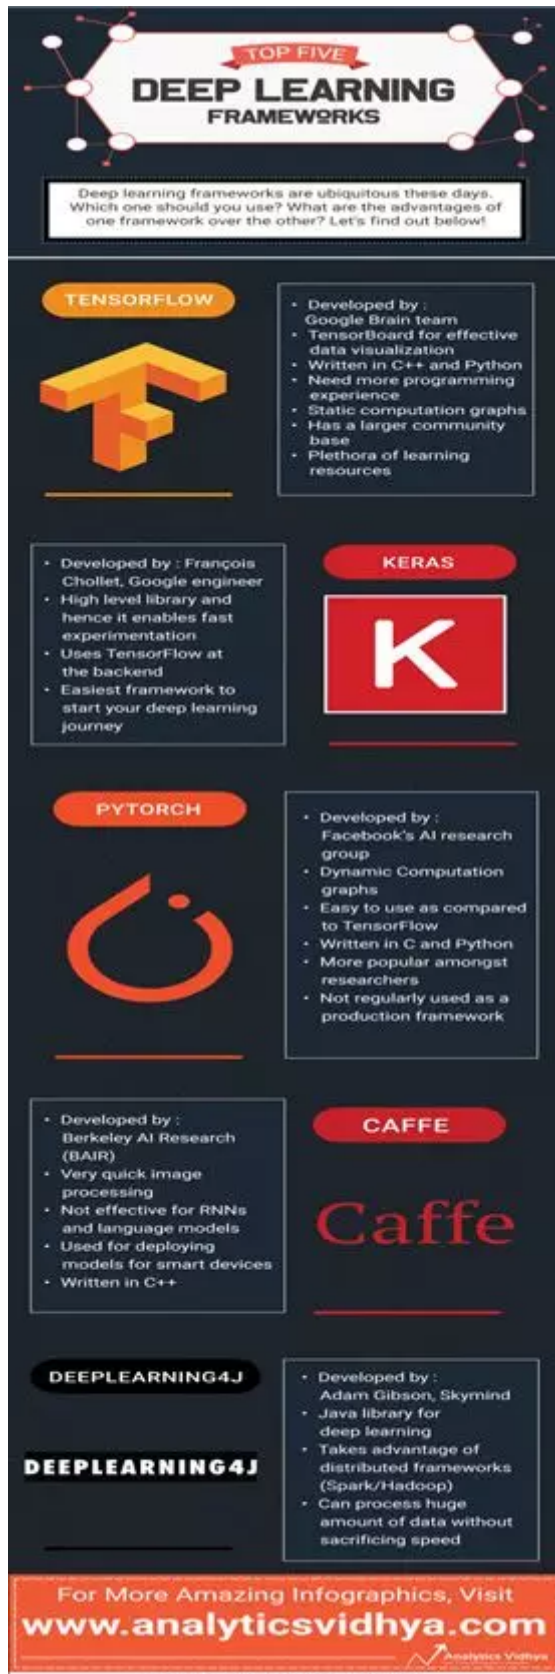 TOP FIVE
DEEP LEARNING
FRAMEWORKS
Deep learning frameworks are ubiquitous these days.
Which one should you use? What are the advantages of
one framework over the other? Let's find out below!
TENSORFLOW
• Developed by :
Google Brain team
• TensorBoard for effective
data visualization
• Written in C++ and Python
• Need more programming
experience
• Static computation graphs
• Has a larger community
base
• Plethora of learning
resources
• Developed by : François
Chollet, Google engineer
• High level library and
hence it enables fast
experimentation
• Uses TensorFlow at
the backend
• Easiest framework to
start your deep learning
journey
KERAS
K
PYTORCH
• Developed by :
Facebook's AI research
group
• Dynamic Computation
graphs
• Easy to use as compared
to TensorFlow
• Written in C and Python
• More popular amongst
researchers
• Not regularly used as a
production framework
• Developed by :
Berkeley AI Research
(BAIR)
• Very quick image
processing
• Not effective for RNNs
and language models
• Used for deploying
models for smart devices
• Written in C++
CAFFE
Caffe
DEEPLEARNING4J
DEEPLEARNING4J
• Developed by :
Adam Gibson, Skymind
• Java library for
deep learning
• Takes advantage of
distributed frameworks
(Spark/Hadoop)
• Can process huge
amount of data without
sacrificing speed
For More Amazing Infographics, Visit
www.analyticsvidhya.com
Analytics Vidhya